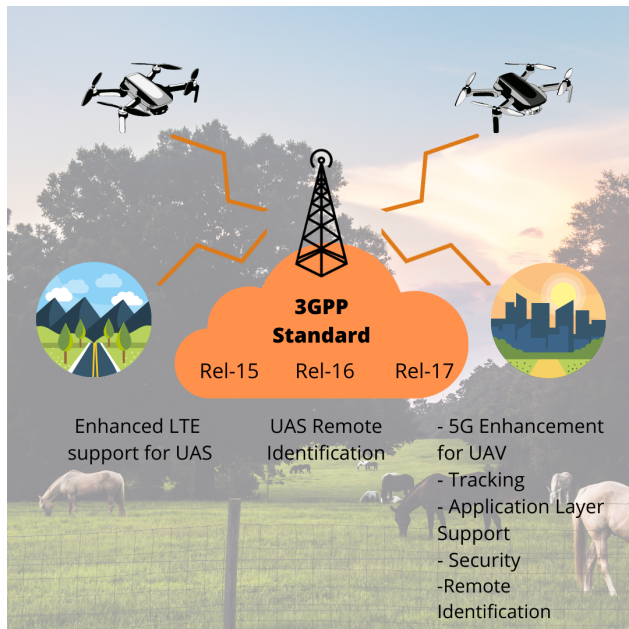 3GPP
Standard
Rel-15
Rel-16
Rel-17
Enhanced LTE
support for UAS
UAS Remote
Identification
- 5G Enhancement
for UAV
- Tracking
- Application Layer
Support
- Security
-Remote
Identification